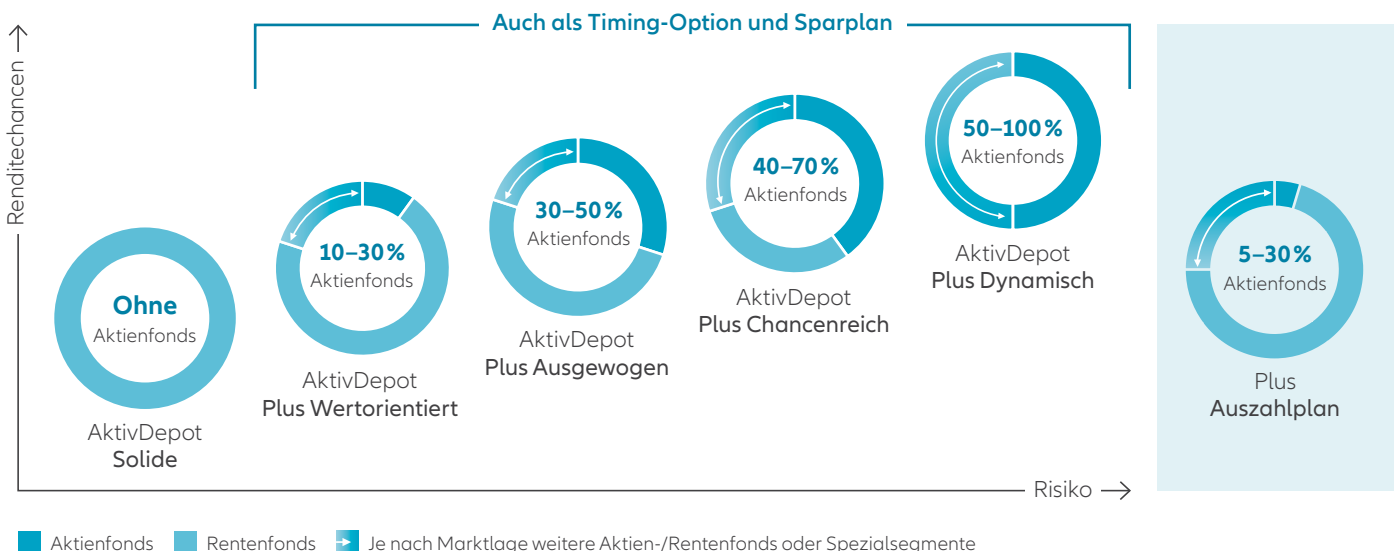 Auch als Timing-Option und Sparplan
Renditechancen
Ohne
Aktienfonds
AktivDepot
Solide
10–30 %
Aktienfonds
AktivDepot
Plus Wertorientiert
30–50 %
Aktienfonds
AktivDepot
Plus Ausgewogen
40–70 %
Aktienfonds
AktivDepot
Plus Chancenreich
50–100 %
Aktienfonds
AktivDepot
Plus Dynamisch
5–30 %
Aktienfonds
Plus
Auszahlplan
Risiko
Aktienfonds
Rentenfonds
Je nach Marktlage weitere Aktien-/Rentenfonds oder Spezialsegmente